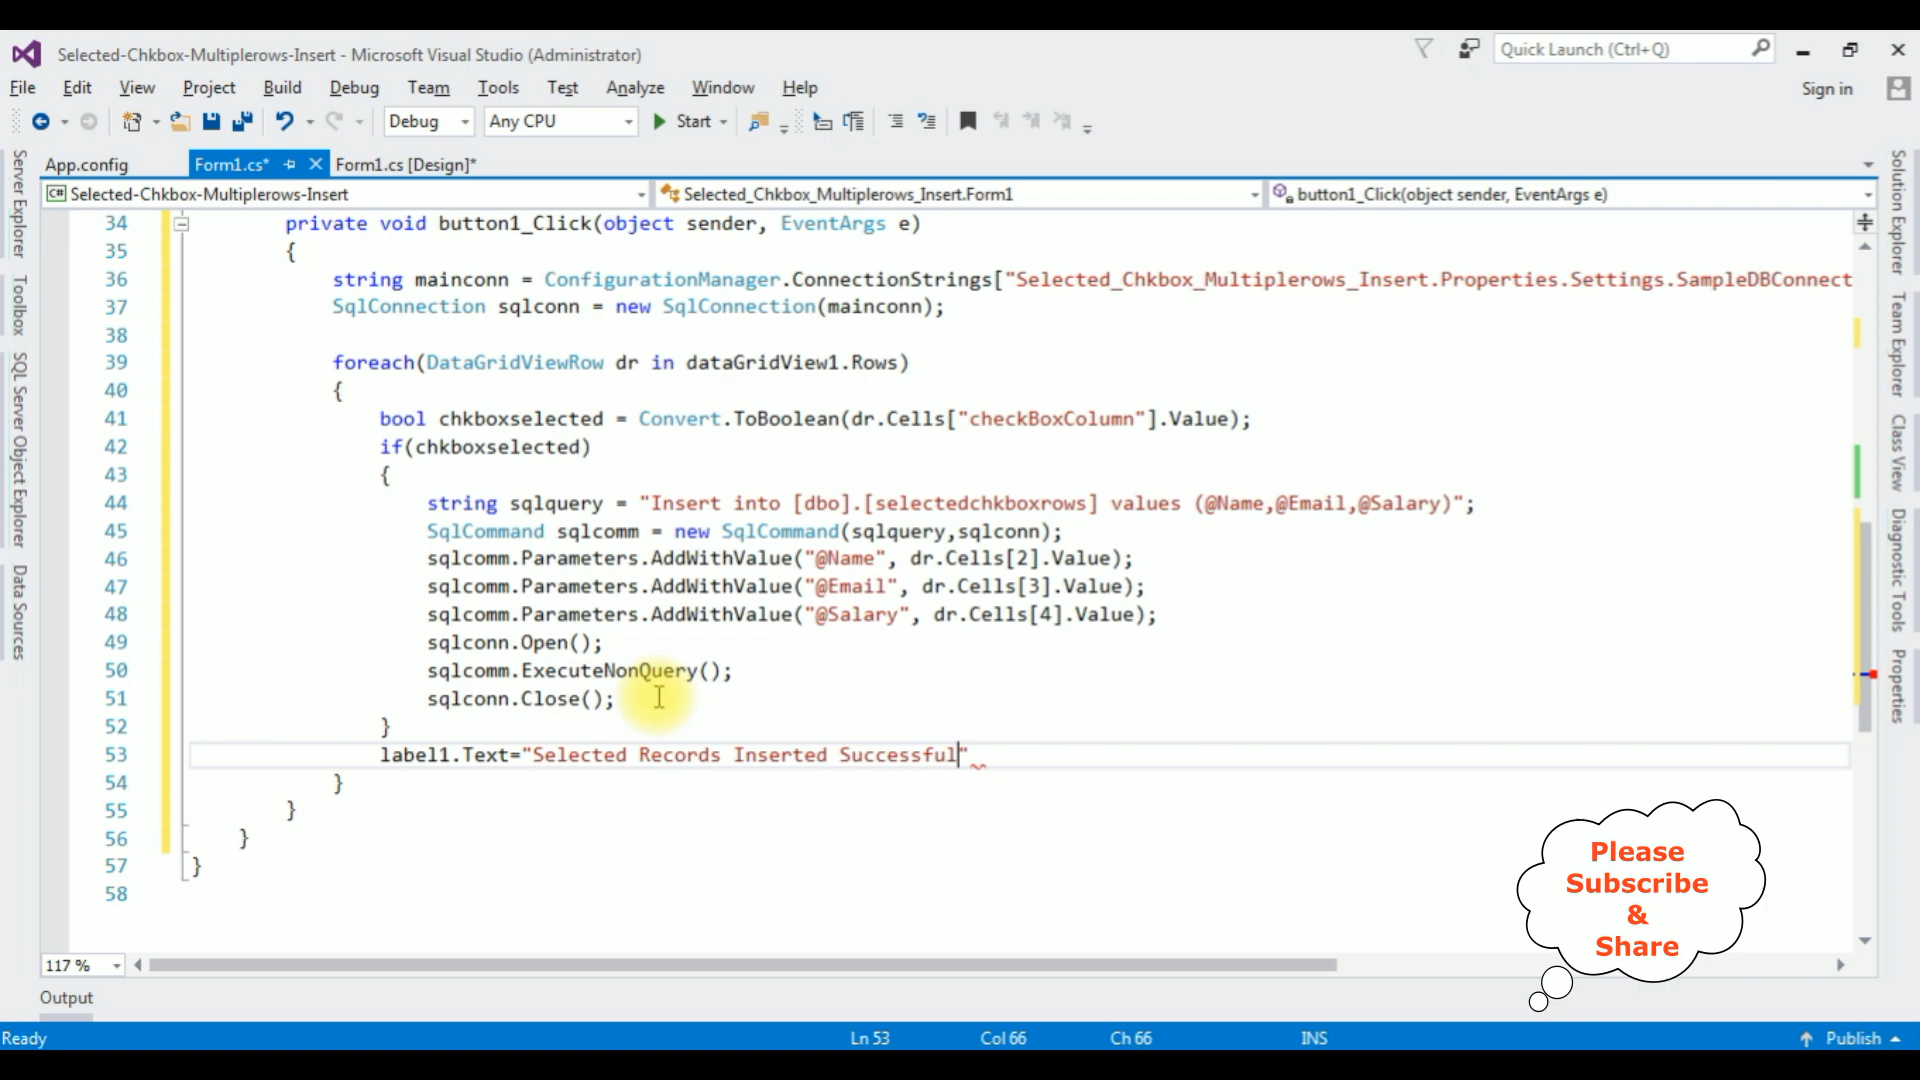 Selected-Chkbox-Multiplerows-Insert - Microsoft Visual Studio (Administrator)
Quick Launch (Ctrl+Q)
File Edit View Project Build Debug Team Tools Test Analyze Window Help
Sign in
Debug Any CPU Start
App.config Form1.cs* Form1.cs [Design]*
C# Selected-Chkbox-Multiplerows-Insert Selected_Chkbox_Multiplerows_Insert.Form1 button1_Click(object sender, EventArgs e)
34 private void button1_Click(object sender, EventArgs e)
35 {
36 string mainconn = ConfigurationManager.ConnectionStrings["Selected_Chkbox_Multiplerows_Insert.Properties.Settings.SampleDBConnect
37 SqlConnection sqlconn = new SqlConnection(mainconn);
38
39 foreach(DataGridViewRow dr in dataGridView1.Rows)
40 {
41 bool chkboxselected = Convert.ToBoolean(dr.Cells["checkBoxColumn"].Value);
42 if(chkboxselected)
43 {
44 string sqlquery = "Insert into [dbo].[selectedchkboxrows] values (@Name,@Email,@Salary)";
45 SqlCommand sqlcomm = new SqlCommand(sqlquery,sqlconn);
46 sqlcomm.Parameters.AddWithValue("@Name", dr.Cells[2].Value);
47 sqlcomm.Parameters.AddWithValue("@Email", dr.Cells[3].Value);
48 sqlcomm.Parameters.AddWithValue("@Salary", dr.Cells[4].Value);
49 sqlconn.Open();
50 sqlcomm.ExecuteNonQuery();
51 sqlconn.Close();
52 }
53 label1.Text="Selected Records Inserted Successful"
54 }
55 }
56 }
57 }
58
117 %
Output
Ready Ln 53 Col 66 Ch 66 INS Publish
Server Explorer
Toolbox
SQL Server Object Explorer
Data Sources
Solution Explorer
Team Explorer
Class View
Diagnostic Tools
Properties
Please
Subscribe
&
Share